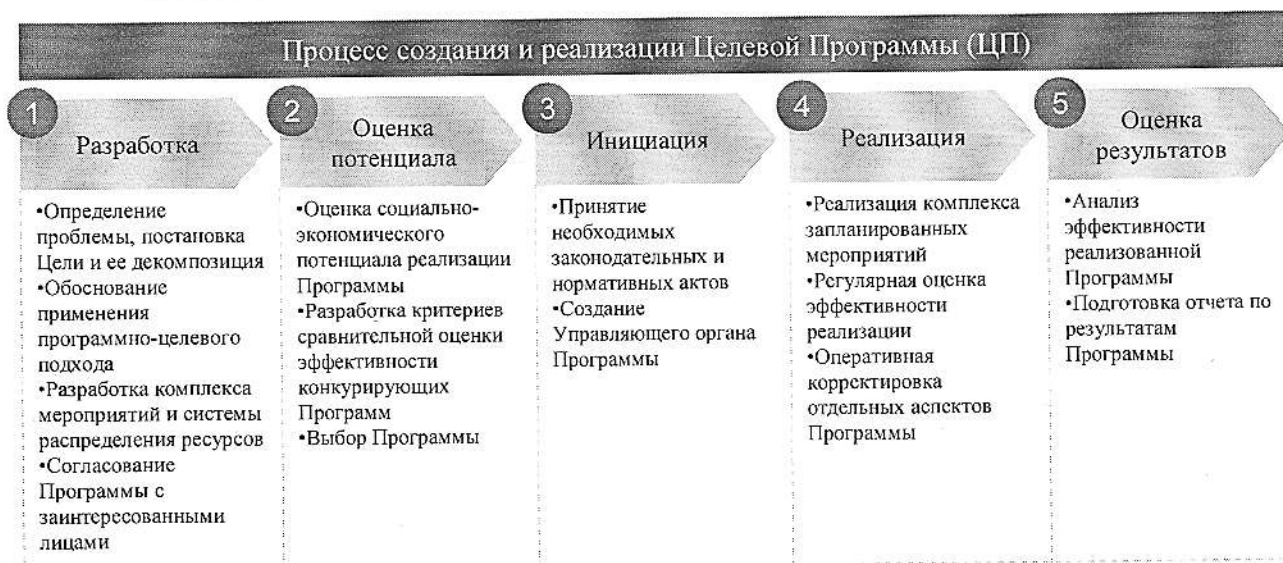 Процесс создания и реализации Целевой Программы (ЦП)
1
Разработка
•Определение
проблемы, постановка
Цели и ее декомпозиция
•Обоснование
применения
программно-целевого
подхода
•Разработка комплекса
мероприятий и системы
распределения ресурсов
•Согласование
Программы с
заинтересованными
лицами
2
Оценка
потенциала
•Оценка социально-
экономического
потенциала реализации
Программы
•Разработка критериев
сравнительной оценки
эффективности
конкурирующих
Программ
•Выбор Программы
3
Инициация
•Принятие
необходимых
законодательных и
нормативных актов
•Создание
Управляющего органа
Программы
4
Реализация
•Реализация комплекса
запланированных
мероприятий
•Регулярная оценка
эффективности
реализации
•Оперативная
корректировка
отдельных аспектов
Программы
5
Оценка
результатов
•Анализ
эффективности
реализованной
Программы
•Подготовка отчета по
результатам
Программы